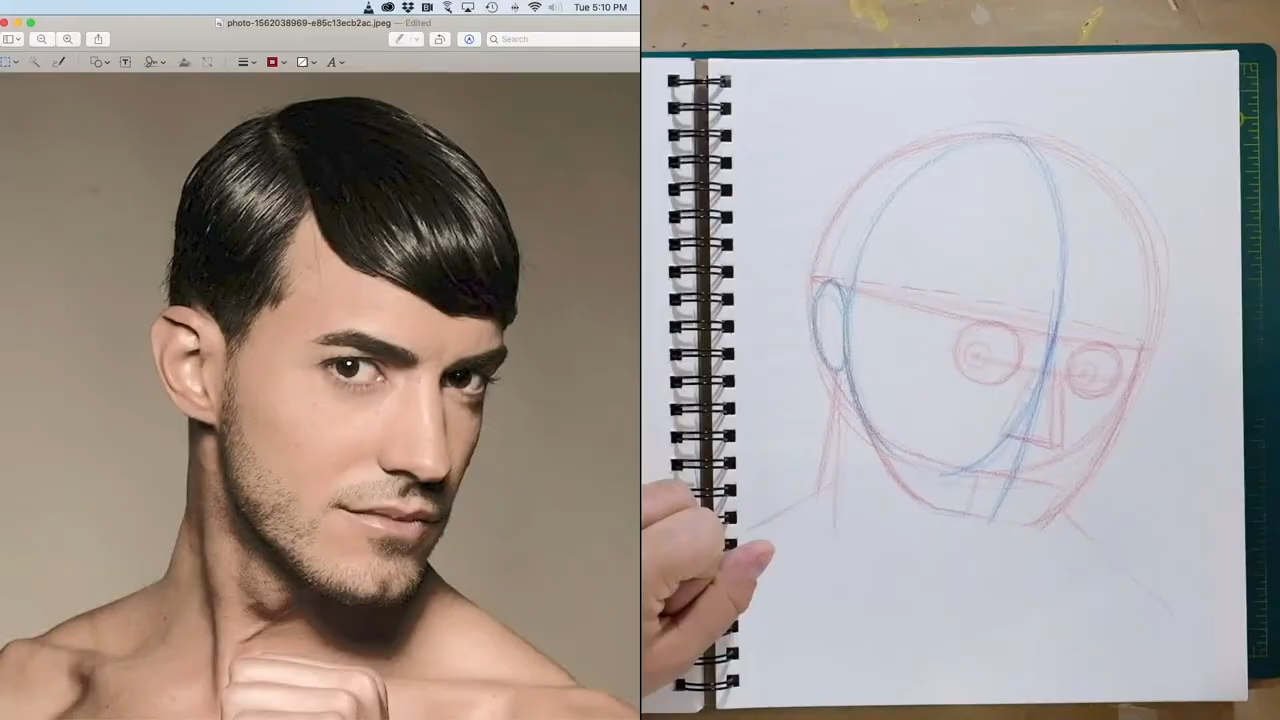 Tue 5:10 PM
photo-1562038969-e85c13ecb2ac.jpeg — Edited
Search